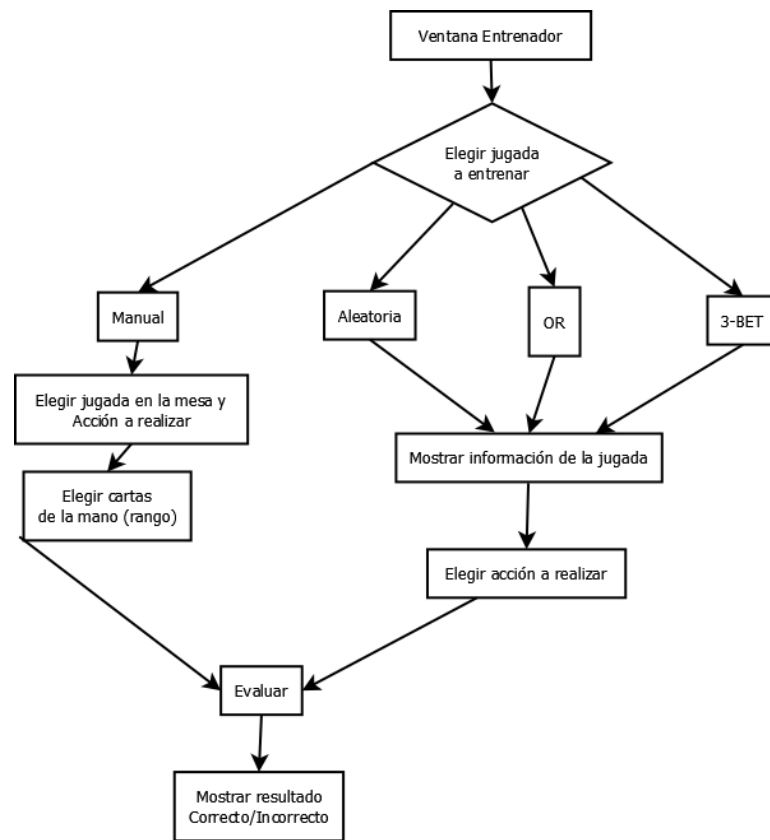 Ventana Entrenador
Elegir jugada
a entrenar
Manual
Aleatoria
OR
3-BET
Elegir jugada en la mesa y
Acción a realizar
Mostrar información de la jugada
Elegir cartas
de la mano (rango)
Elegir acción a realizar
Evaluar
Mostrar resultado
Correcto/Incorrecto